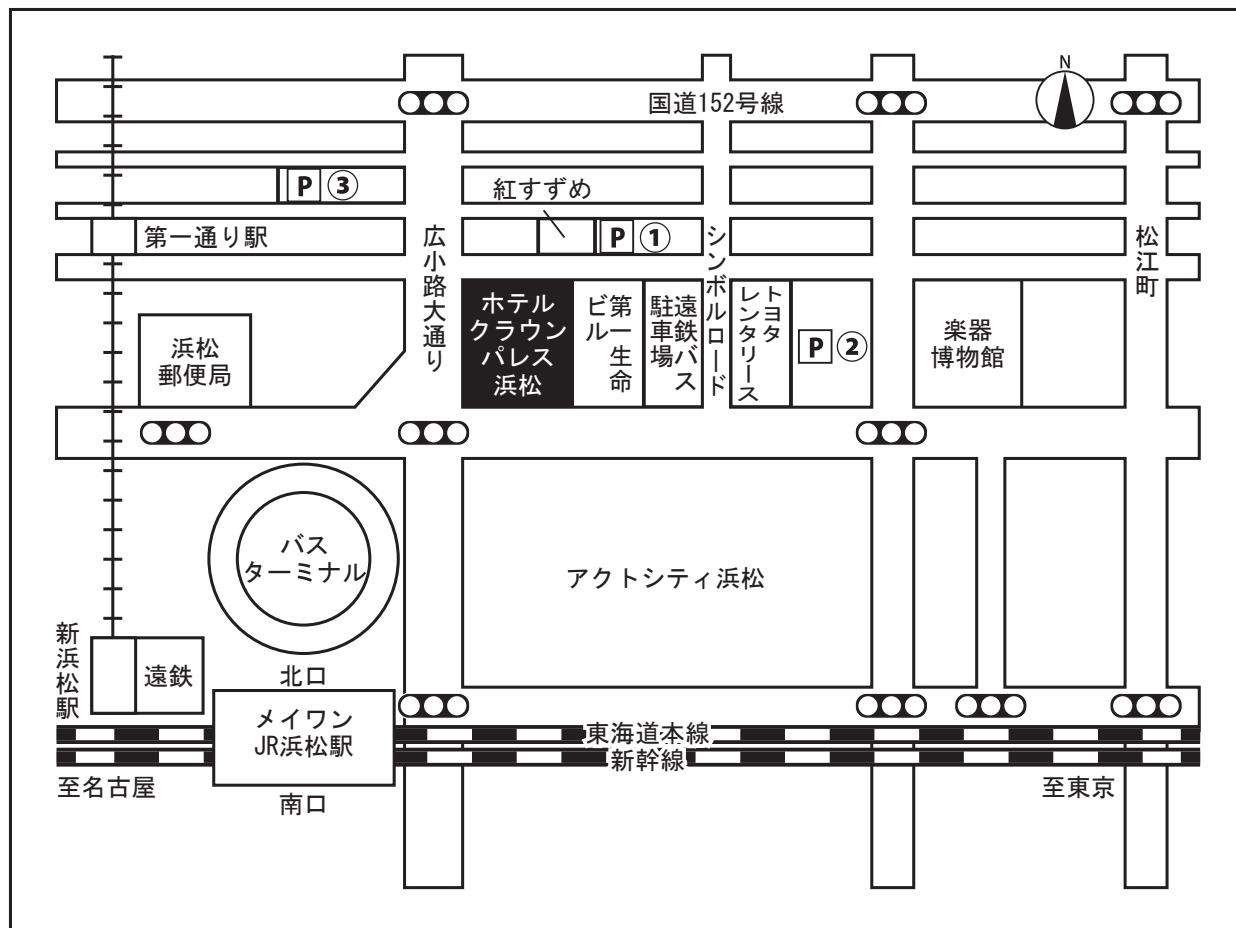 N
国道152号線
P ③
紅すずめ
P ①
第一通り駅
広小路大通り
シンボルロード
松江町
浜松
郵便局
ホテル
クラウン
パレス
浜松
第一生命
ビル
遠鉄バス
駐車場
トヨタ
レンタリース
P ②
楽器
博物館
バス
ターミナル
アクトシティ浜松
新浜松駅
遠鉄
北口
メイワン
JR浜松駅
東海道本線
新幹線
至名古屋
南口
至東京